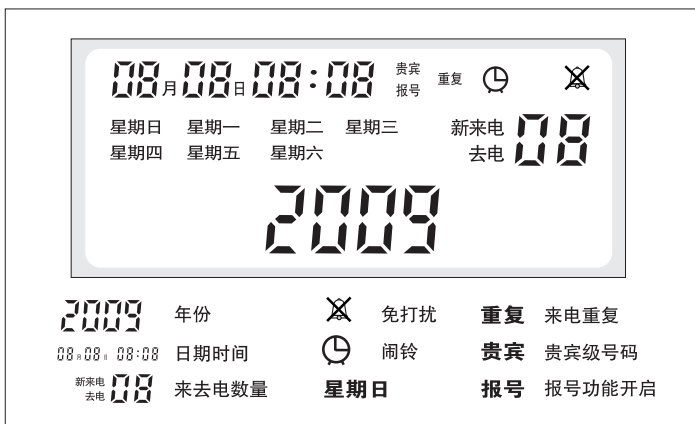 08月08日08:08 贵宾 报号 重复
星期日 星期一 星期二 星期三 新来电
星期四 星期五 星期六 去电 08
2009
2009 年份 免打扰 重复 来电重复
08月08日 08:08 日期时间 闹铃 贵宾 贵宾级号码
新来电 去电 08 来去电数量 星期日 报号 报号功能开启